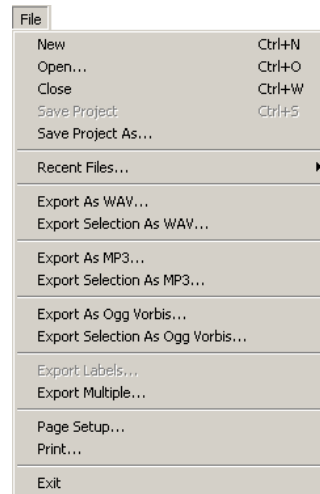 File
New Ctrl+N
Open... Ctrl+O
Close Ctrl+W
Save Project Ctrl+S
Save Project As...
Recent Files...
Export As WAV...
Export Selection As WAV...
Export As MP3...
Export Selection As MP3...
Export As Ogg Vorbis...
Export Selection As Ogg Vorbis...
Export Labels...
Export Multiple...
Page Setup...
Print...
Exit